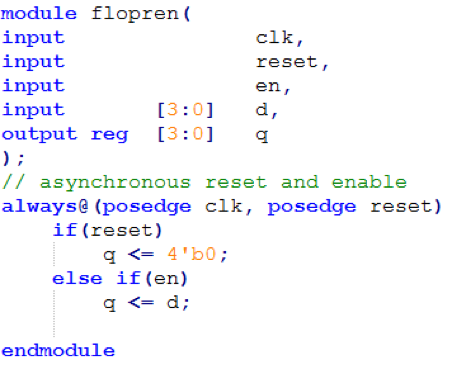 module flopren(
input clk,
input reset,
input en,
input [3:0] d,
output reg [3:0] q
);
// asynchronous reset and enable
always@(posedge clk, posedge reset)
if(reset)
q <= 4'b0;
else if(en)
q <= d;
endmodule